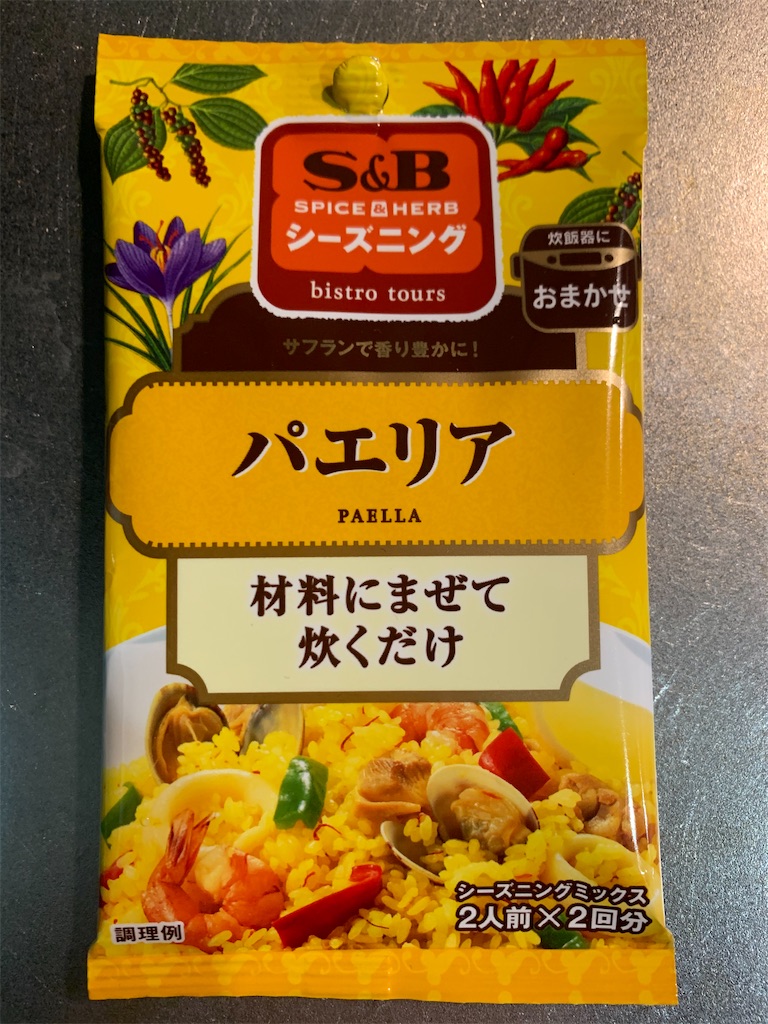 S&B
SPICE & HERB
シーズニング
bistro tours
炊飯器に
おまかせ
サフランで香り豊かに!
パエリア
PAELLA
材料にまぜて
炊くだけ
シーズニングミックス
2人前×2回分
調理例